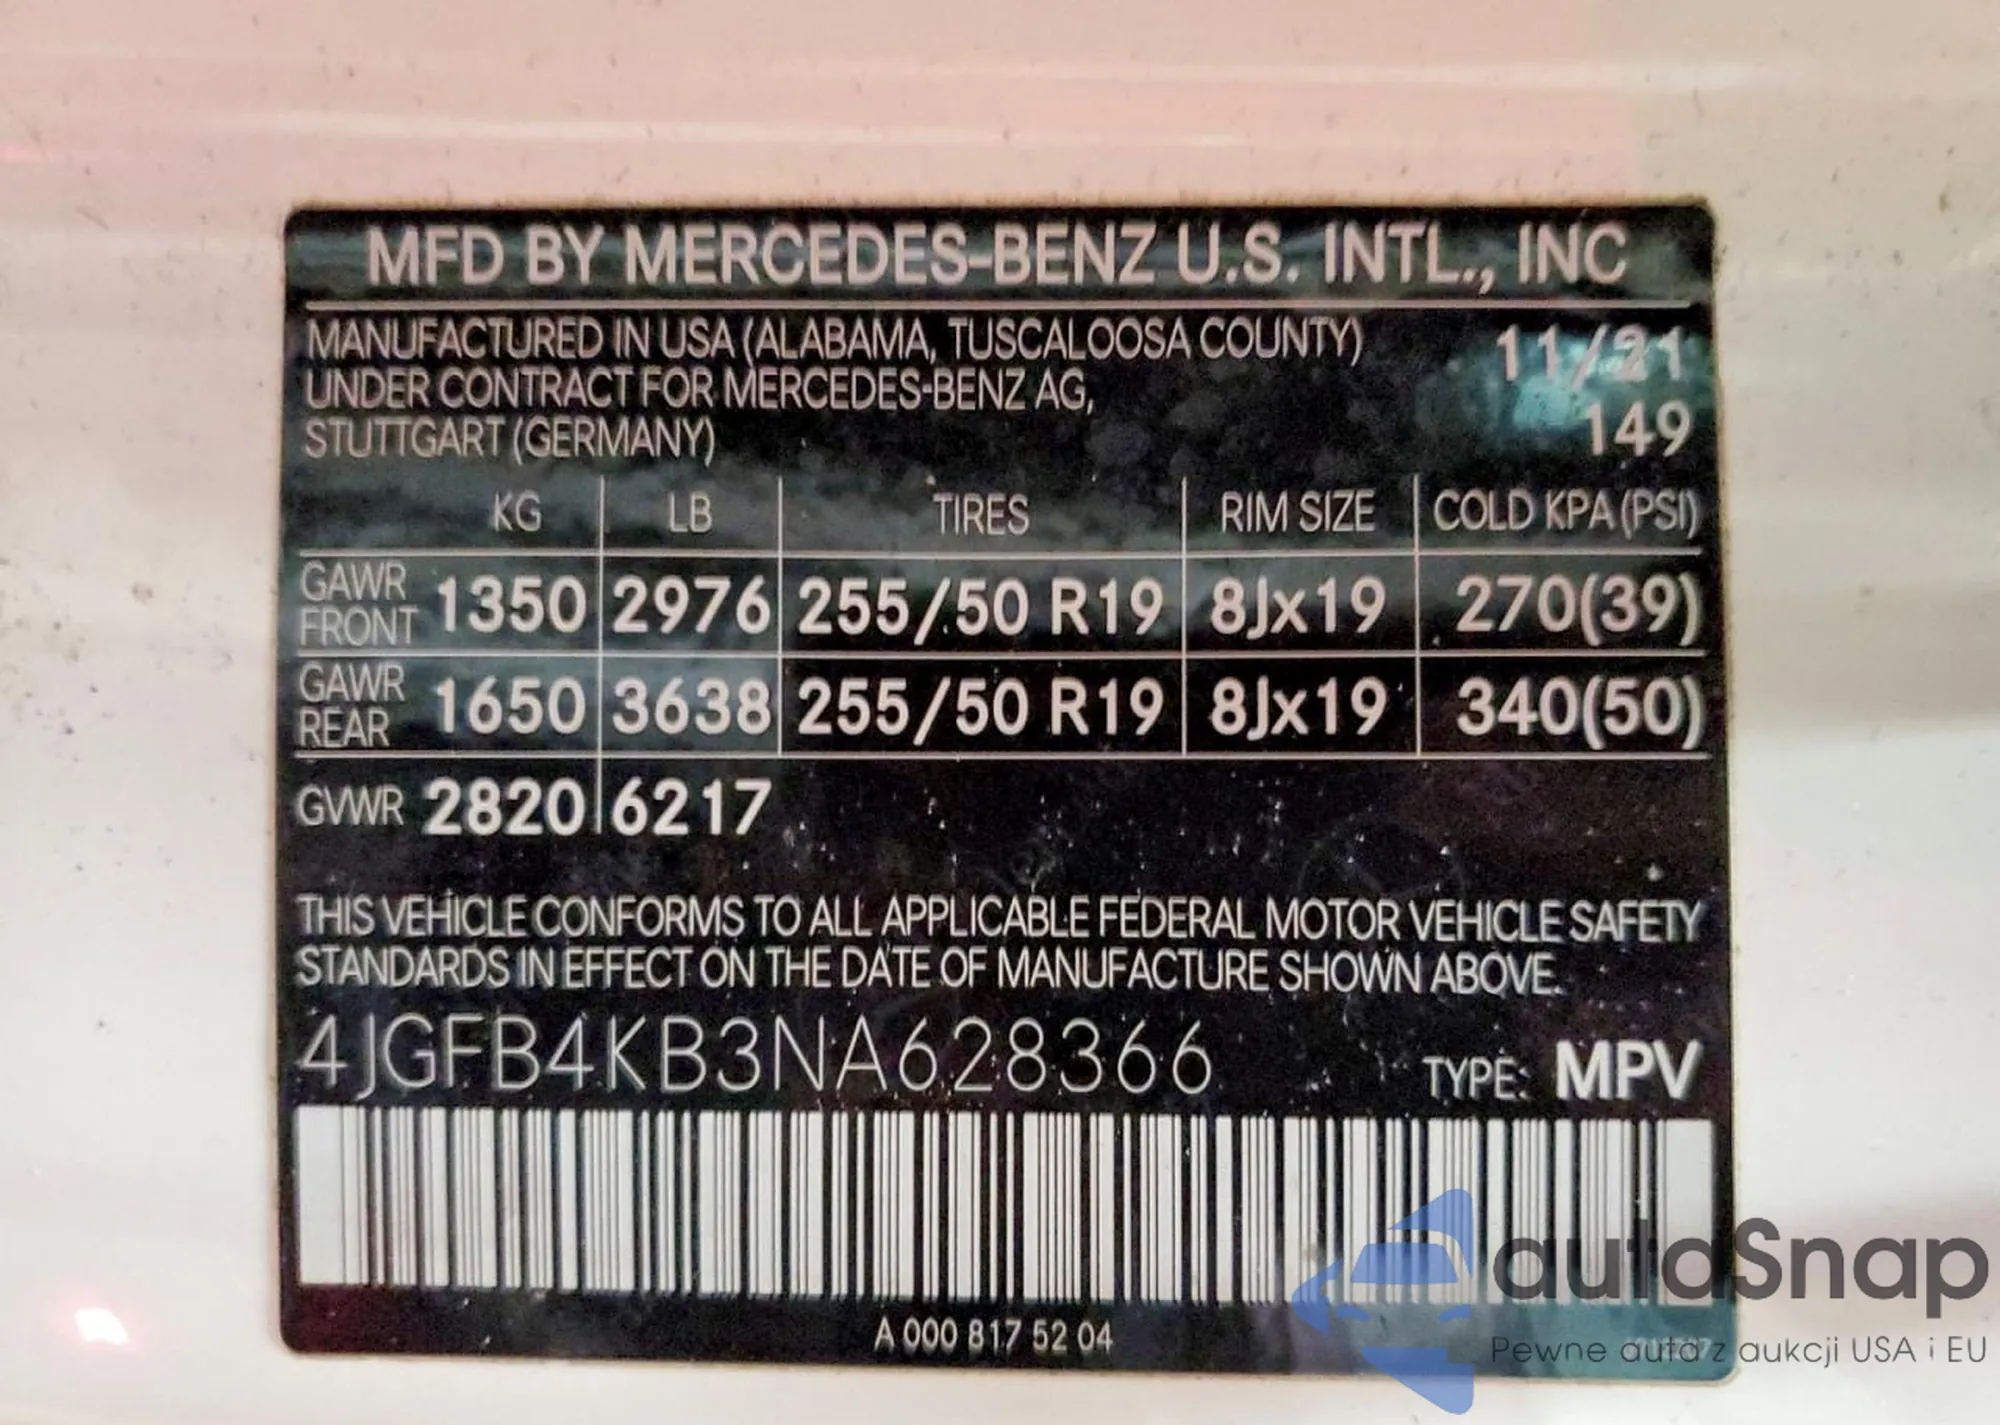 MFD BY MERCEDES-BENZ U.S. INTL., INC
MANUFACTURED IN USA (ALABAMA, TUSCALOOSA COUNTY) 11/21
UNDER CONTRACT FOR MERCEDES-BENZ AG,
STUTTGART (GERMANY) 149
KG LB TIRES RIM SIZE COLD KPA (PSI)
GAWR FRONT 1350 2976 255/50 R19 8Jx19 270(39)
GAWR REAR 1650 3638 255/50 R19 8Jx19 340(50)
GVWR 2820 6217
THIS VEHICLE CONFORMS TO ALL APPLICABLE FEDERAL MOTOR VEHICLE SAFETY
STANDARDS IN EFFECT ON THE DATE OF MANUFACTURE SHOWN ABOVE.
4JGFB4KB3NA628366 TYPE: MPV
A 000 817 52 04
autaSnap
Pewne auta z aukcji USA i EU